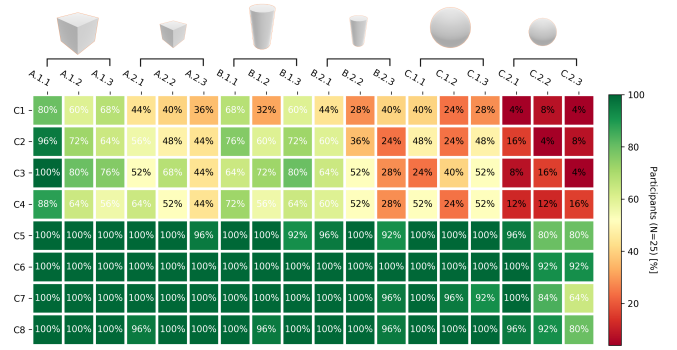 A.1.1 A.1.2 A.1.3 A.2.1 A.2.2 A.2.3 B.1.1 B.1.2 B.1.3 B.2.1 B.2.2 B.2.3 C.1.1 C.1.2 C.1.3 C.2.1 C.2.2 C.2.3
C1 80% 60% 68% 44% 40% 36% 68% 32% 60% 44% 28% 40% 40% 24% 28% 4% 8% 4%
C2 96% 72% 64% 56% 48% 44% 76% 60% 72% 60% 36% 24% 48% 24% 48% 16% 4% 8%
C3 100% 80% 76% 52% 68% 44% 64% 72% 80% 64% 52% 28% 24% 40% 52% 8% 16% 4%
C4 88% 64% 56% 64% 52% 44% 72% 56% 64% 60% 52% 28% 52% 24% 52% 12% 12% 16%
C5 100% 100% 100% 100% 100% 96% 100% 100% 92% 96% 100% 92% 100% 100% 100% 96% 80% 80%
C6 100% 100% 100% 100% 100% 100% 100% 100% 100% 100% 100% 100% 100% 100% 100% 100% 92% 92%
C7 100% 100% 100% 100% 100% 100% 100% 100% 100% 100% 100% 96% 100% 96% 92% 100% 84% 64%
C8 100% 100% 100% 96% 100% 100% 100% 96% 100% 100% 100% 96% 100% 100% 100% 96% 92% 80%
100
80
60
40
20
Participants (N=25) [%]